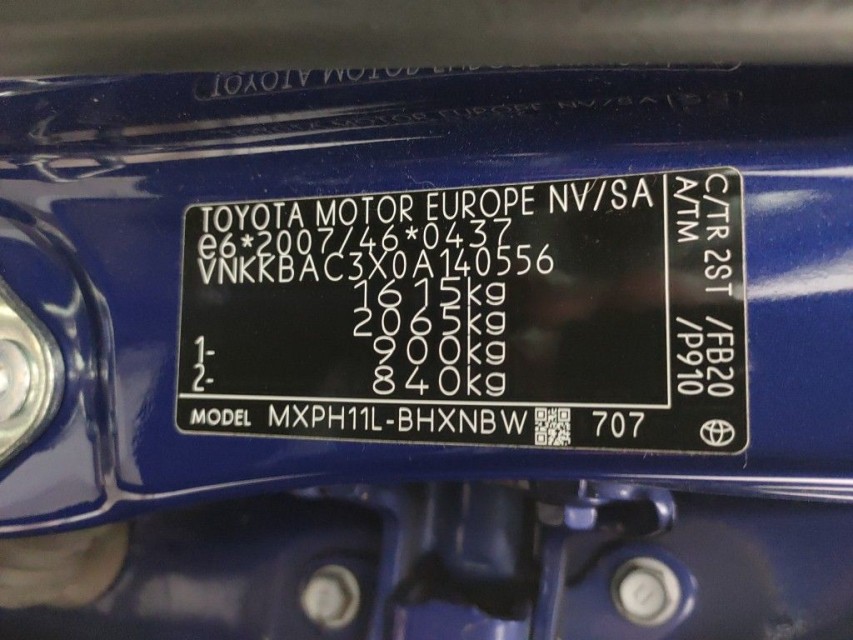 TOYOTA MOTOR EUROPE NV/SA
e6*2007/46*0437
VNKKBAC3X0A140556
1615kg
2065kg
1- 900kg
2- 840kg
MODEL MXPH11L-BHXNBW 707
C/TR 2ST /FB20
A/TM /P910